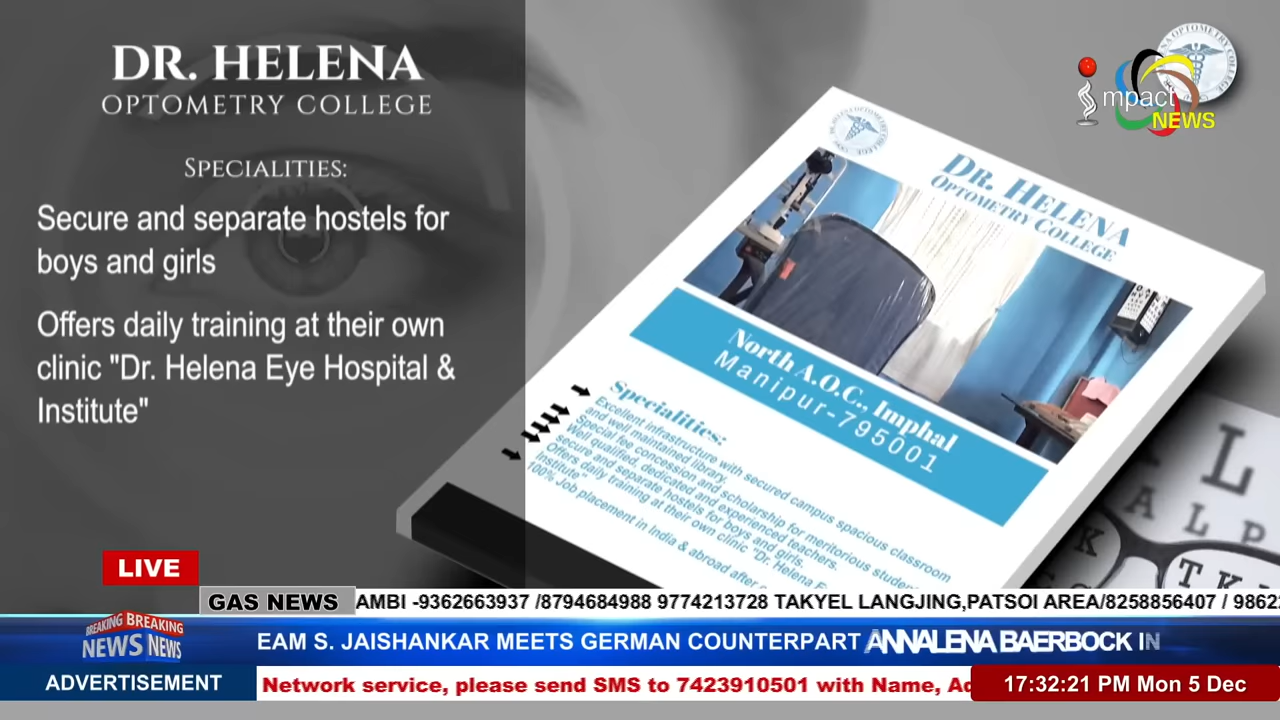 DR. HELENA
OPTOMETRY COLLEGE
SPECIALITIES:
Secure and separate hostels for
boys and girls
Offers daily training at their own
clinic "Dr. Helena Eye Hospital &
Institute"
impact
NEWS
DR. HELENA
OPTOMETRY COLLEGE
North A.O.C., Imphal
Manipur-795001
Specialities:
Excellent infrastructure with secured campus spacious classroom
and well maintained library.
Special fee concession and scholarship for meritorious
Well qualified, dedicated and experienced teachers.
secure and separate hostels for boys and girls.
Offers daily training at their own clinic "Dr. Helena
Institute"
100% Job placement in India & abroad after
L
A L P
K
T K
LIVE
GAS NEWS
AMBI -9362663937 /8794684988 9774213728 TAKYEL LANGJING,PATSOI AREA/8258856407 / 9862
BREAKING BREAKING
NEWS NEWS
EAM S. JAISHANKAR MEETS GERMAN COUNTERPART ANNALENA BAERBOCK IN
ADVERTISEMENT
Network service, please send SMS to 7423910501 with Name,
17:32:21 PM Mon 5 Dec